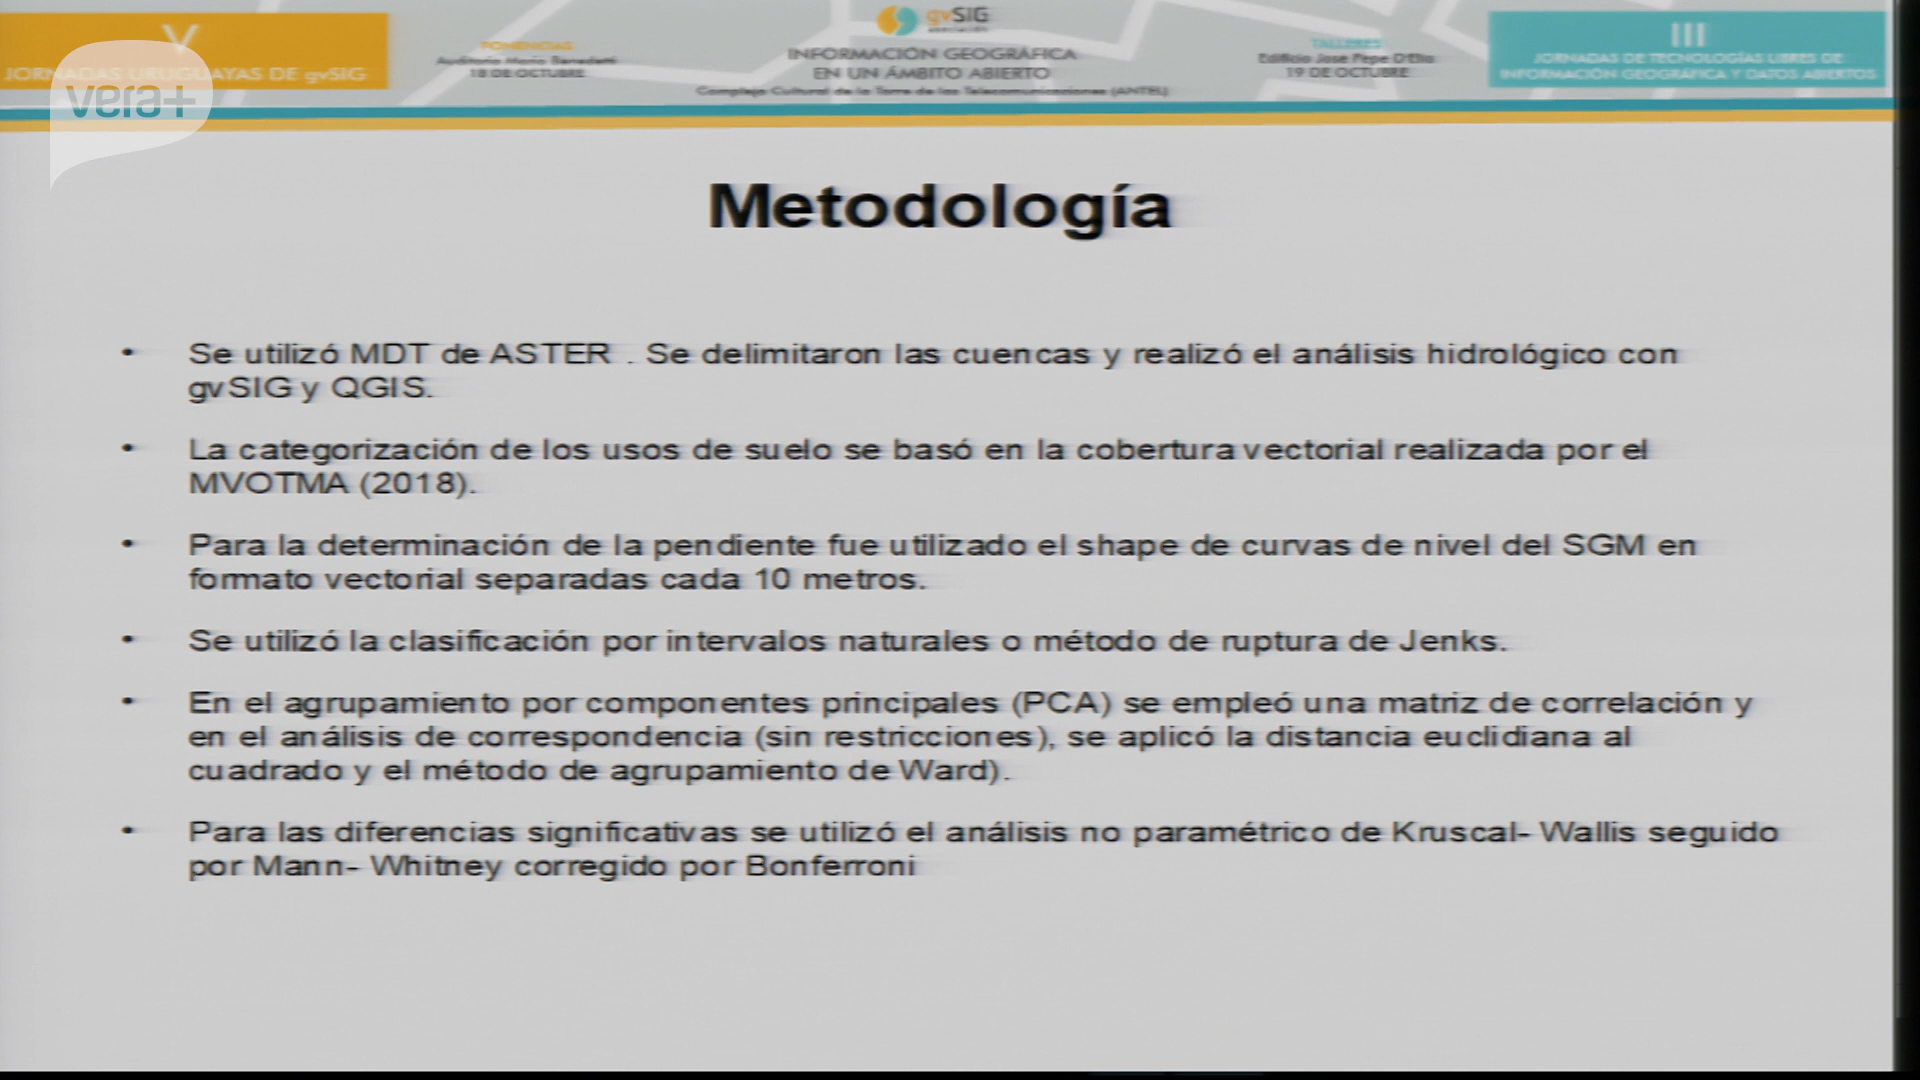 V
JORNADAS URUGUAYAS DE gvSIG
vera+
PONENCIAS
Auditorio Mario Benedetti
18 DE OCTUBRE
gvSIG
asociación
INFORMACIÓN GEOGRÁFICA
EN UN ÁMBITO ABIERTO
Complejo Cultural de la Torre de las Telecomunicaciones (ANTEL)
TALLERES
Edificio José Pepe D'Elía
19 DE OCTUBRE
III
JORNADAS DE TECNOLOGÍAS LIBRES DE
INFORMACIÓN GEOGRÁFICA Y DATOS ABIERTOS
Metodología
• Se utilizó MDT de ASTER . Se delimitaron las cuencas y realizó el análisis hidrológico con
gvSIG y QGIS.
• La categorización de los usos de suelo se basó en la cobertura vectorial realizada por el
MVOTMA (2018).
• Para la determinación de la pendiente fue utilizado el shape de curvas de nivel del SGM en
formato vectorial separadas cada 10 metros.
• Se utilizó la clasificación por intervalos naturales o método de ruptura de Jenks.
• En el agrupamiento por componentes principales (PCA) se empleó una matriz de correlación y
en el análisis de correspondencia (sin restricciones), se aplicó la distancia euclidiana al
cuadrado y el método de agrupamiento de Ward).
• Para las diferencias significativas se utilizó el análisis no paramétrico de Kruscal- Wallis seguido
por Mann- Whitney corregido por Bonferroni